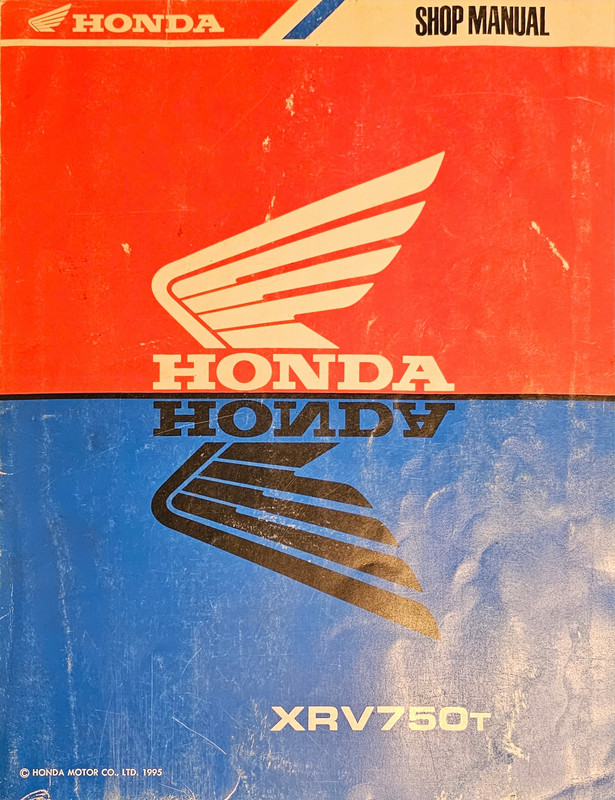 HONDA
SHOP MANUAL
HONDA
HONDA
XRV750T
© HONDA MOTOR CO., LTD. 1995